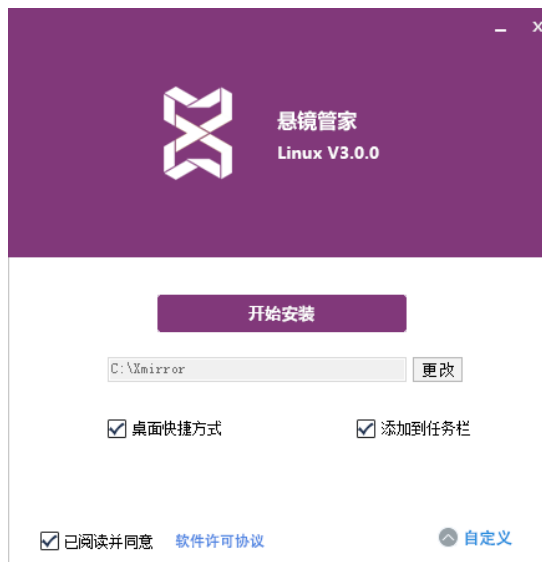 悬镜管家
Linux V3.0.0
开始安装
C:\Xmirror 更改
桌面快捷方式 添加到任务栏
已阅读并同意 软件许可协议 自定义